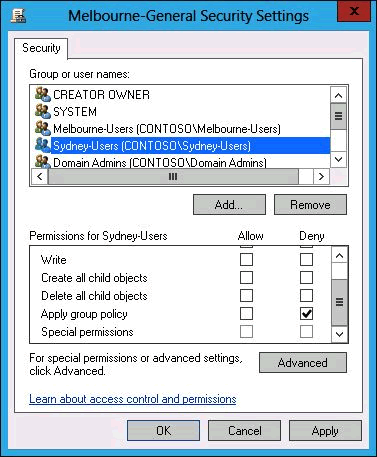 Melbourne-General Security Settings
x
Security
Group or user names:
CREATOR OWNER
SYSTEM
Melbourne-Users (CONTOSO\Melbourne-Users)
Sydney-Users (CONTOSO\Sydney-Users)
Domain Admins (CONTOSO\Domain Admins)
Add...
Remove
Permissions for Sydney-Users
Allow
Deny
Write
Create all child objects
Delete all child objects
Apply group policy
Special permissions
For special permissions or advanced settings,
click Advanced.
Advanced
Learn about access control and permissions
OK
Cancel
Apply